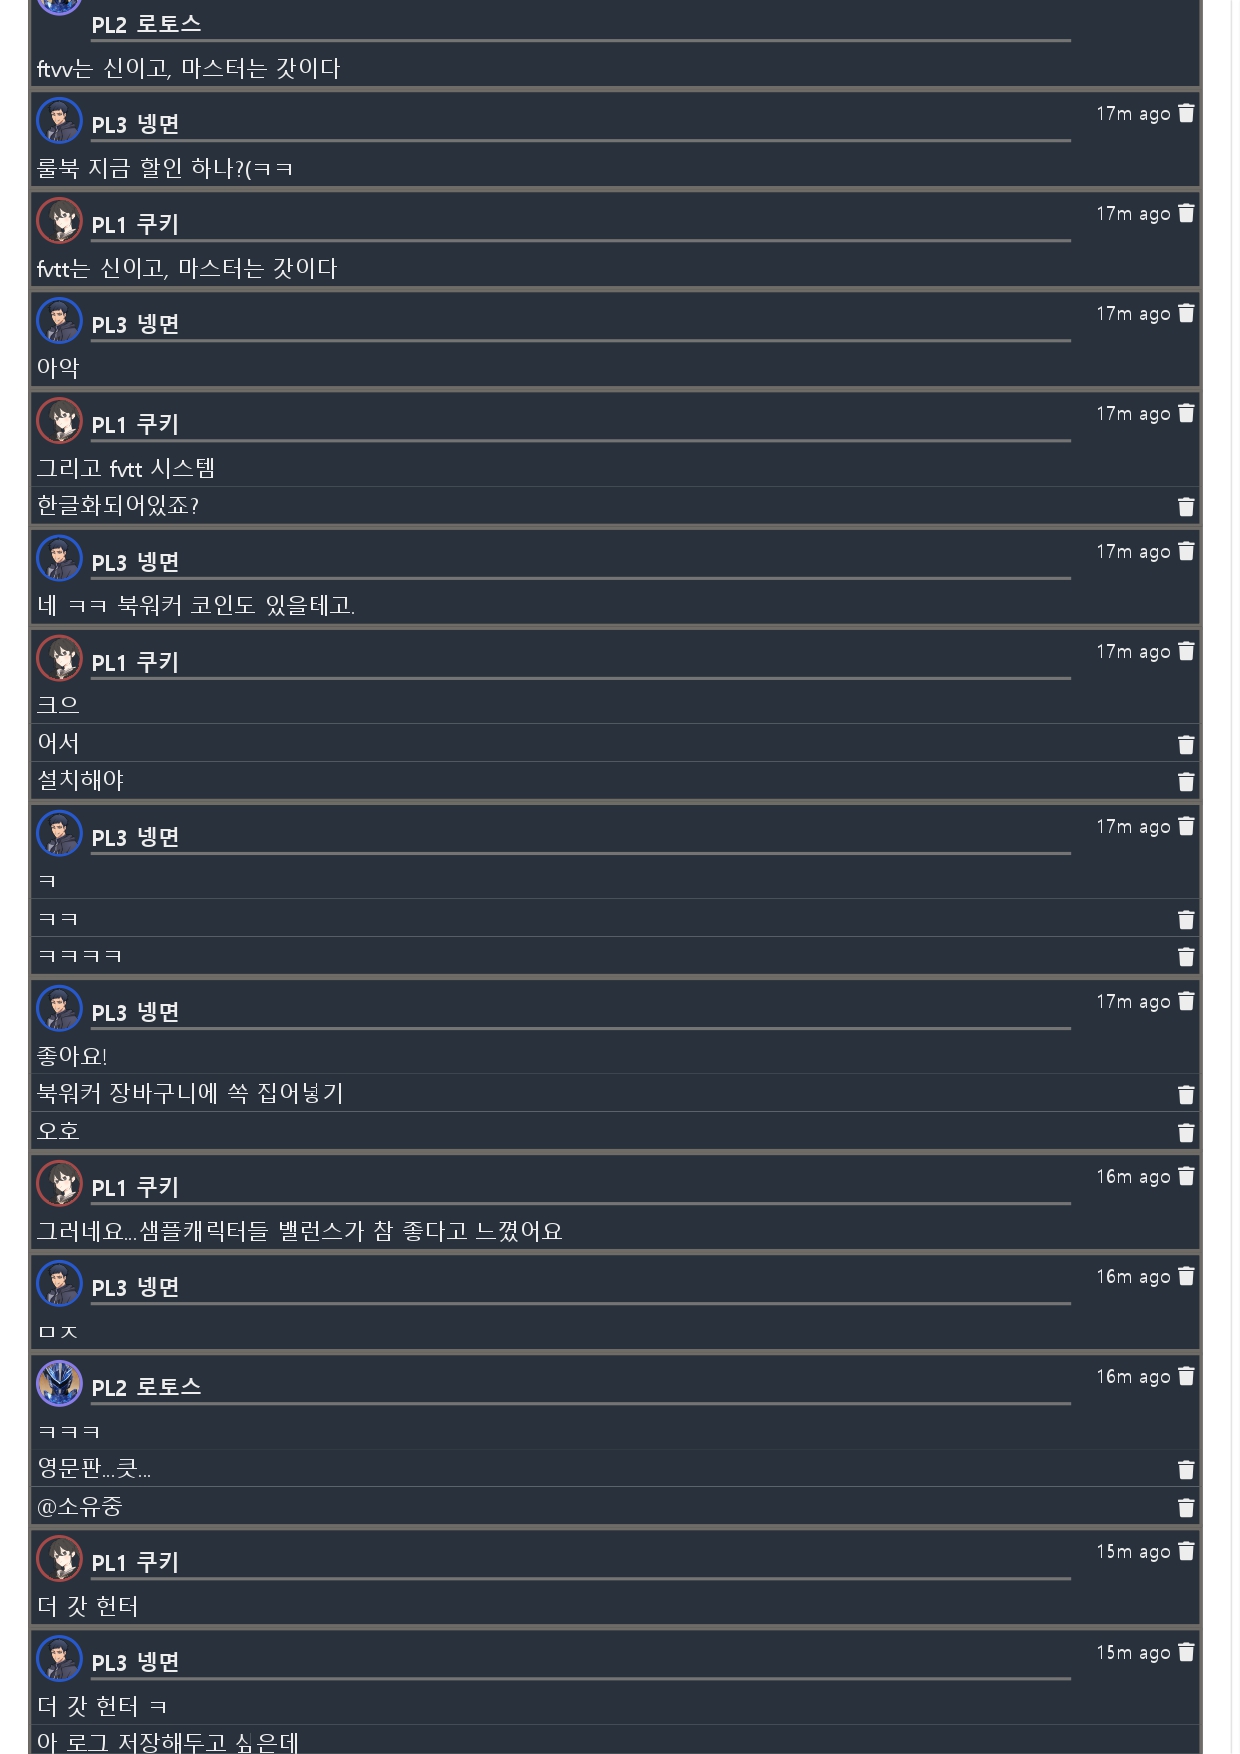 PL2 로토스
ftvv는 신이고, 마스터는 갓이다
PL3 넹면
17m ago
룰북 지금 할인 하나?(ㅋㅋ
PL1 쿠키
17m ago
fvtt는 신이고, 마스터는 갓이다
PL3 넹면
17m ago
아악
PL1 쿠키
17m ago
그리고 fvtt 시스템
한글화되어있죠?
PL3 넹면
17m ago
네 ㅋㅋ 북워커 코인도 있을테고.
PL1 쿠키
17m ago
크으
어서
설치해야
PL3 넹면
17m ago
ㅋ
ㅋㅋ
ㅋㅋㅋㅋ
PL3 넹면
17m ago
좋아요!
북워커 장바구니에 쏙 집어넣기
오호
PL1 쿠키
16m ago
그러네요...샘플캐릭터들 밸런스가 참 좋다고 느꼈어요
PL3 넹면
16m ago
ㅁㅈ
PL2 로토스
16m ago
ㅋㅋㅋ
영문판...큿...
@소유중
PL1 쿠키
15m ago
더 갓 헌터
PL3 넹면
15m ago
더 갓 헌터 ㅋ
아 로그 저장해두고 싶은데